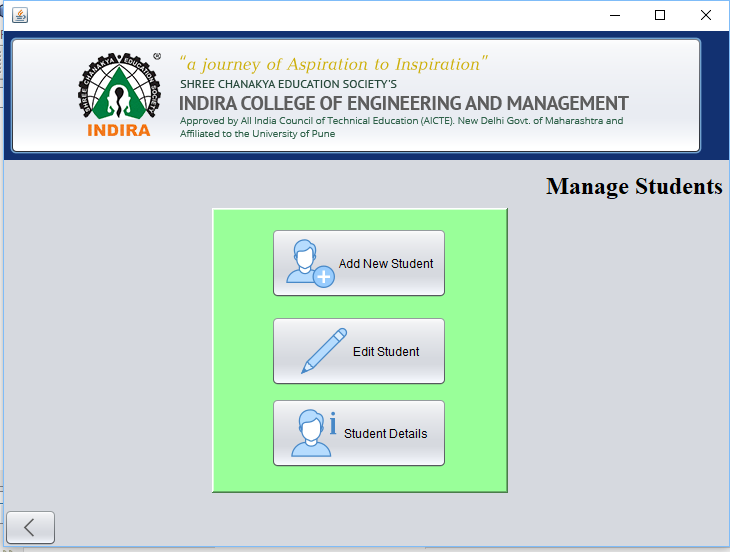 "a journey of Aspiration to Inspiration"
SHREE CHANAKYA EDUCATION SOCIETY'S
INDIRA COLLEGE OF ENGINEERING AND MANAGEMENT
Approved by All India Council of Technical Education (AICTE). New Delhi Govt. of Maharashtra and
Affiliated to the University of Pune
SHREE CHANAKYA EDUCATION SOCIETY
®
INDIRA
Manage Students
Add New Student
Edit Student
i
Student Details